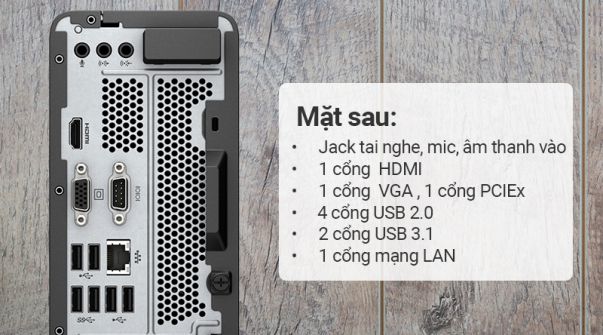 Mặt sau:
• Jack tai nghe, mic, âm thanh vào
• 1 cổng HDMI
• 1 cổng VGA , 1 cổng PCIEx
• 4 cổng USB 2.0
• 2 cổng USB 3.1
• 1 cổng mạng LAN
HDMI
IOIOI